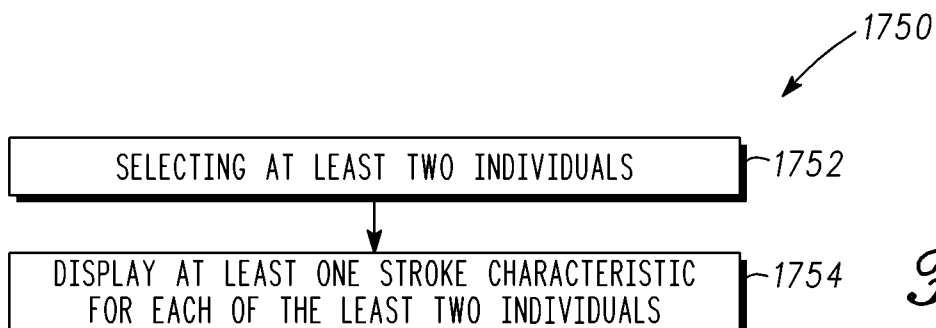 1750
SELECTING AT LEAST TWO INDIVIDUALS
1752
DISPLAY AT LEAST ONE STROKE CHARACTERISTIC
FOR EACH OF THE LEAST TWO INDIVIDUALS
1754